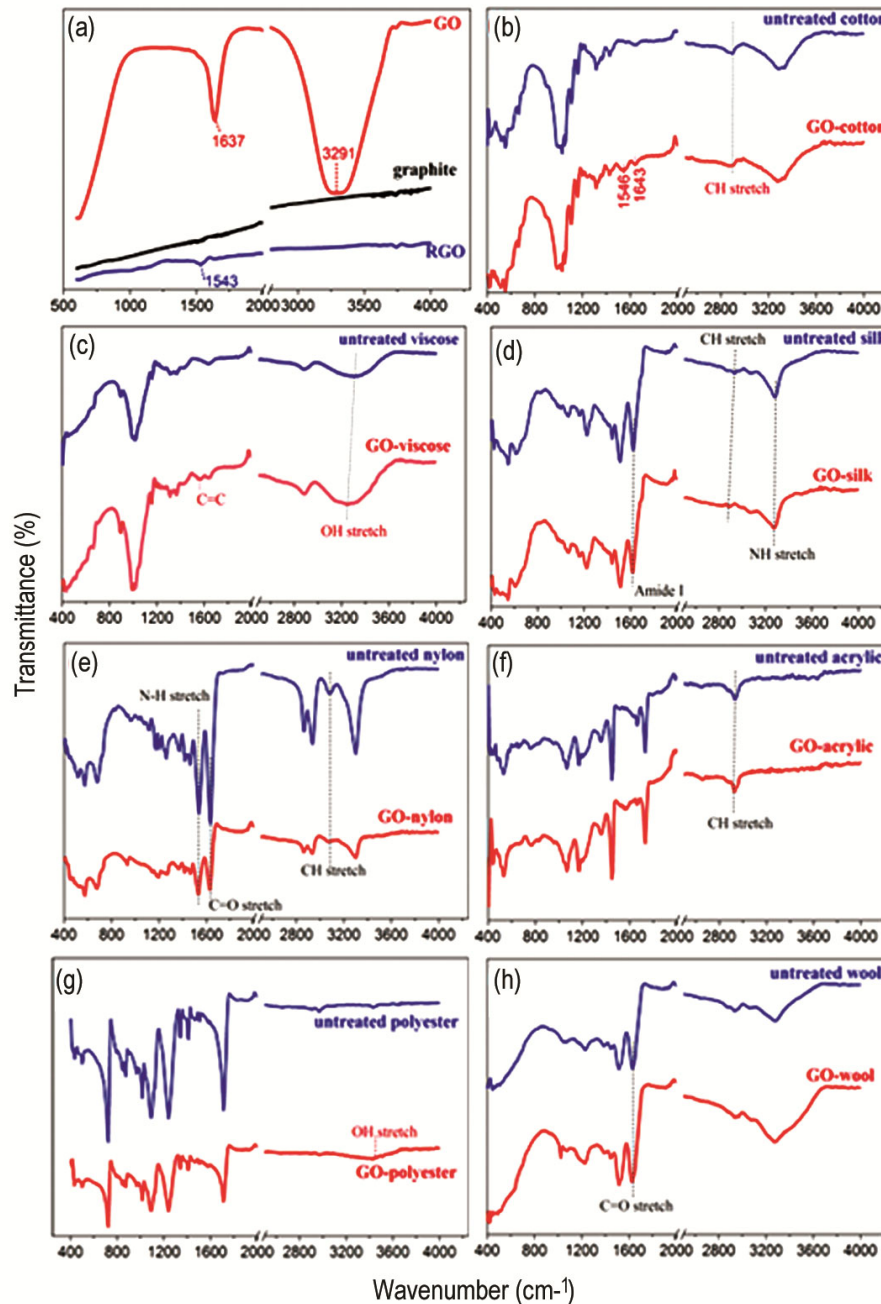 (a)
GO
1637
3291
graphite
RGO
1543
500 1000 1500 2000 2800 3000 3500 4000
(b)
untreated cotton
GO-cotton
1546
1643
CH stretch
400 800 1200 1600 2000 2800 3200 3600 4000
(c)
untreated viscose
GO-viscose
C=C
OH stretch
400 800 1200 1600 2000 2800 3200 3600 4000
(d)
CH stretch
untreated silk
GO-silk
NH stretch
Amide I
400 800 1200 1600 2000 2800 3200 3600 4000
(e)
untreated nylon
N-H stretch
GO-nylon
CH stretch
C=O stretch
400 800 1200 1600 2000 2800 3200 3600 4000
(f)
untreated acrylic
GO-acrylic
CH stretch
400 800 1200 1600 2000 2800 3200 3600 4000
(g)
untreated polyester
OH stretch
GO-polyester
400 800 1200 1600 2000 2800 3200 3600 4000
(h)
untreated wool
GO-wool
C=O stretch
400 800 1200 1600 2000 2800 3200 3600 4000
Transmittance (%)
Wavenumber (cm-1)